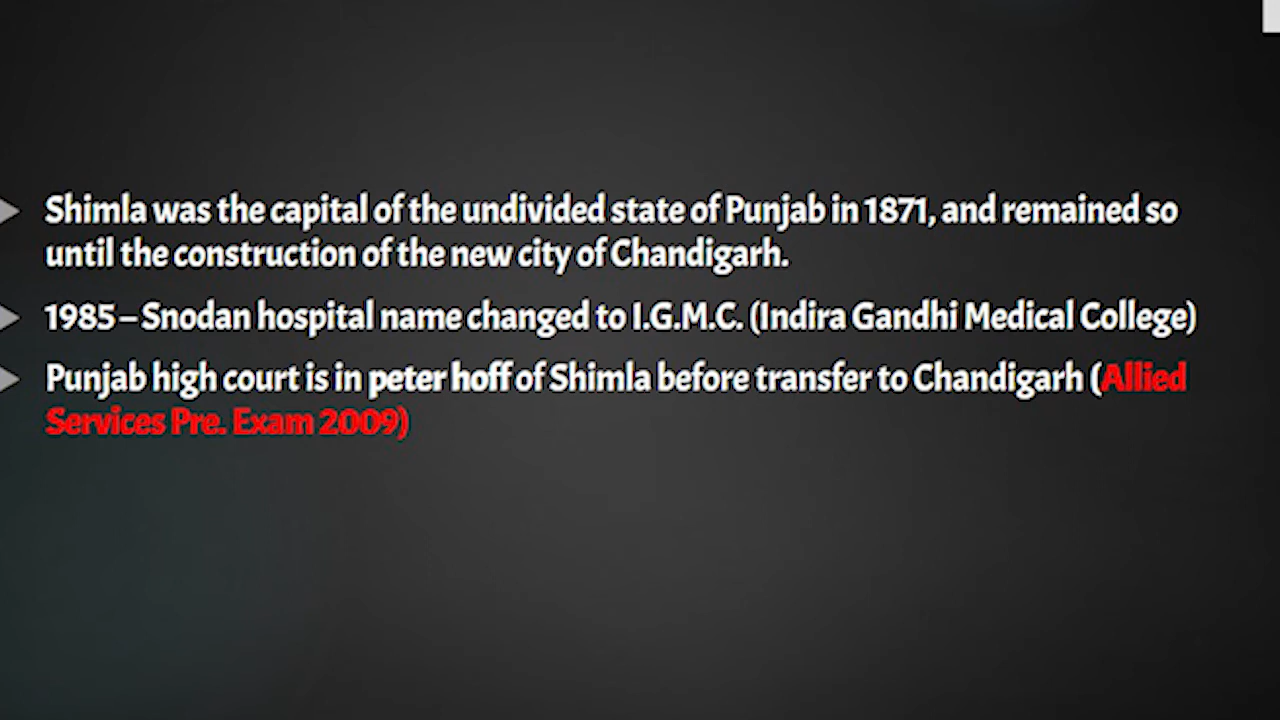 Shimla was the capital of the undivided state of Punjab in 1871, and remained so
until the construction of the new city of Chandigarh.
1985 – Snodan hospital name changed to I.G.M.C. (Indira Gandhi Medical College)
Punjab high court is in peter hoff of Shimla before transfer to Chandigarh (Allied
Services Pre. Exam 2009)